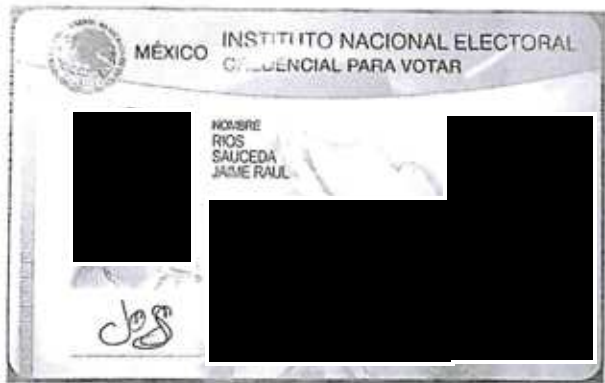 MÉXICO
INSTITUTO NACIONAL ELECTORAL
CREDENCIAL PARA VOTAR
NOMBRE
RIOS
SAUCEDA
JAIME RAUL